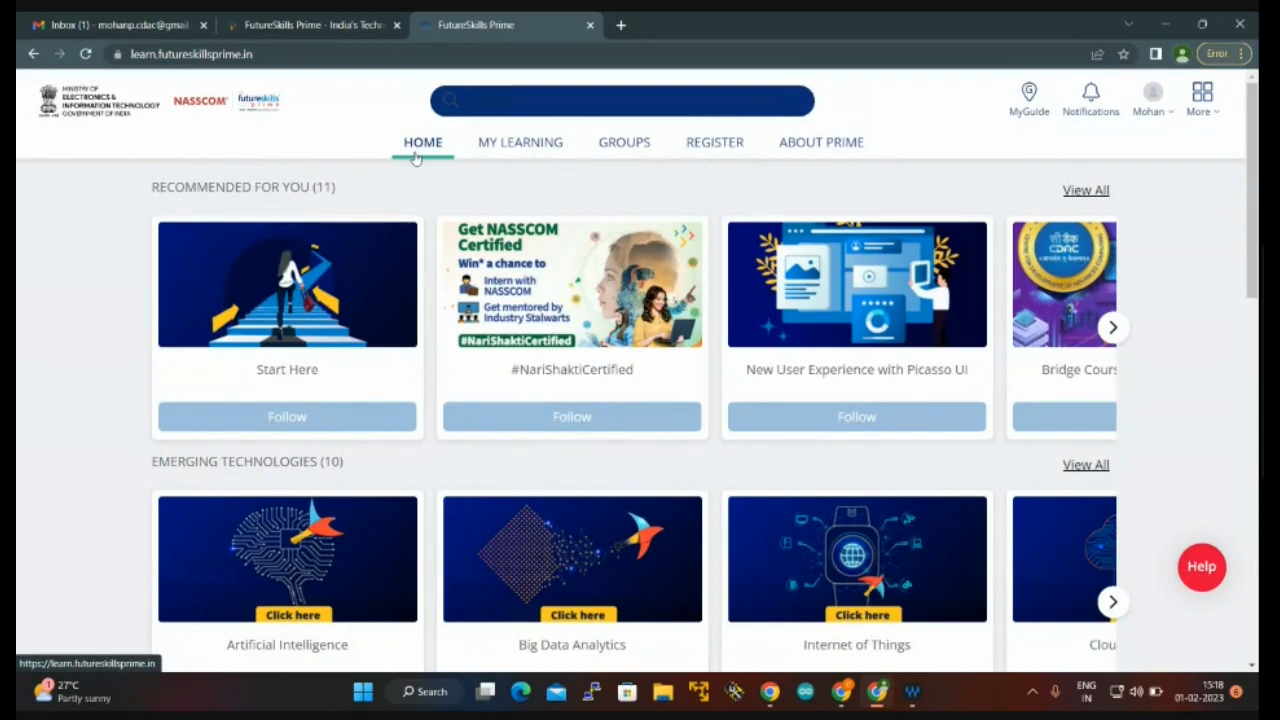 Inbox (1) - mohanp.cdac@gmail
FutureSkills Prime - India's Techn
FutureSkills Prime
learn.futureskillsprime.in
Error
MINISTRY OF
ELECTRONICS &
INFORMATION TECHNOLOGY
GOVERNMENT OF INDIA
NASSCOM
futureskills
prime
MyGuide
Notifications
Mohan
More
HOME
MY LEARNING
GROUPS
REGISTER
ABOUT PRIME
RECOMMENDED FOR YOU (11)
View All
Get NASSCOM
Certified
Win* a chance to
Intern with
NASSCOM
Get mentored by
Industry Stalwarts
#NariShaktiCertified
सी डैक
CDAC
Start Here
#NariShaktiCertified
New User Experience with Picasso UI
Bridge Cours
Follow
Follow
Follow
EMERGING TECHNOLOGIES (10)
View All
Click here
Click here
Click here
Help
Artificial Intelligence
Big Data Analytics
Internet of Things
Clou
https://learn.futureskillsprime.in
1
27°C
Partly sunny
Search
ENG
IN
15:18
01-02-2023
6